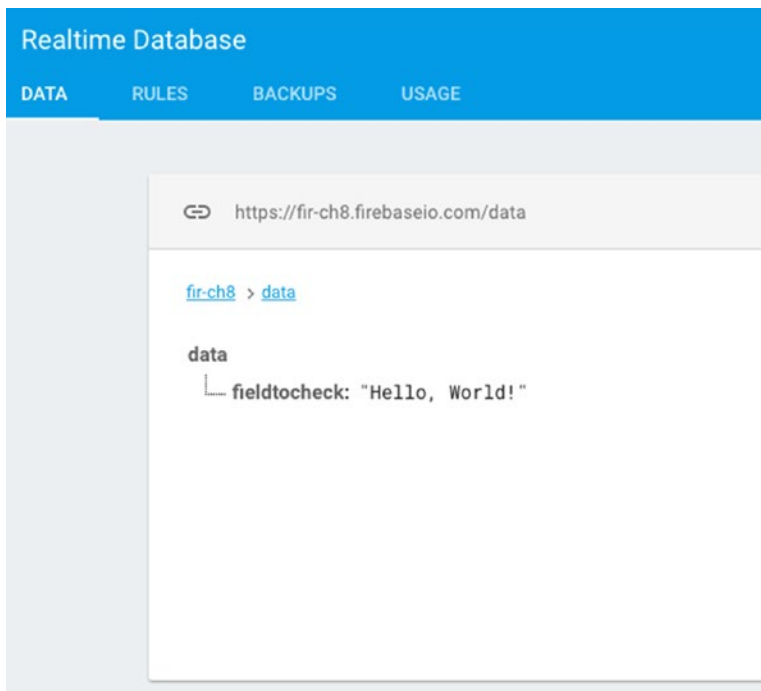 Realtime Database
DATA RULES BACKUPS USAGE
https://fir-ch8.firebaseio.com/data
fir-ch8 > data
data
fieldtocheck: "Hello, World!"